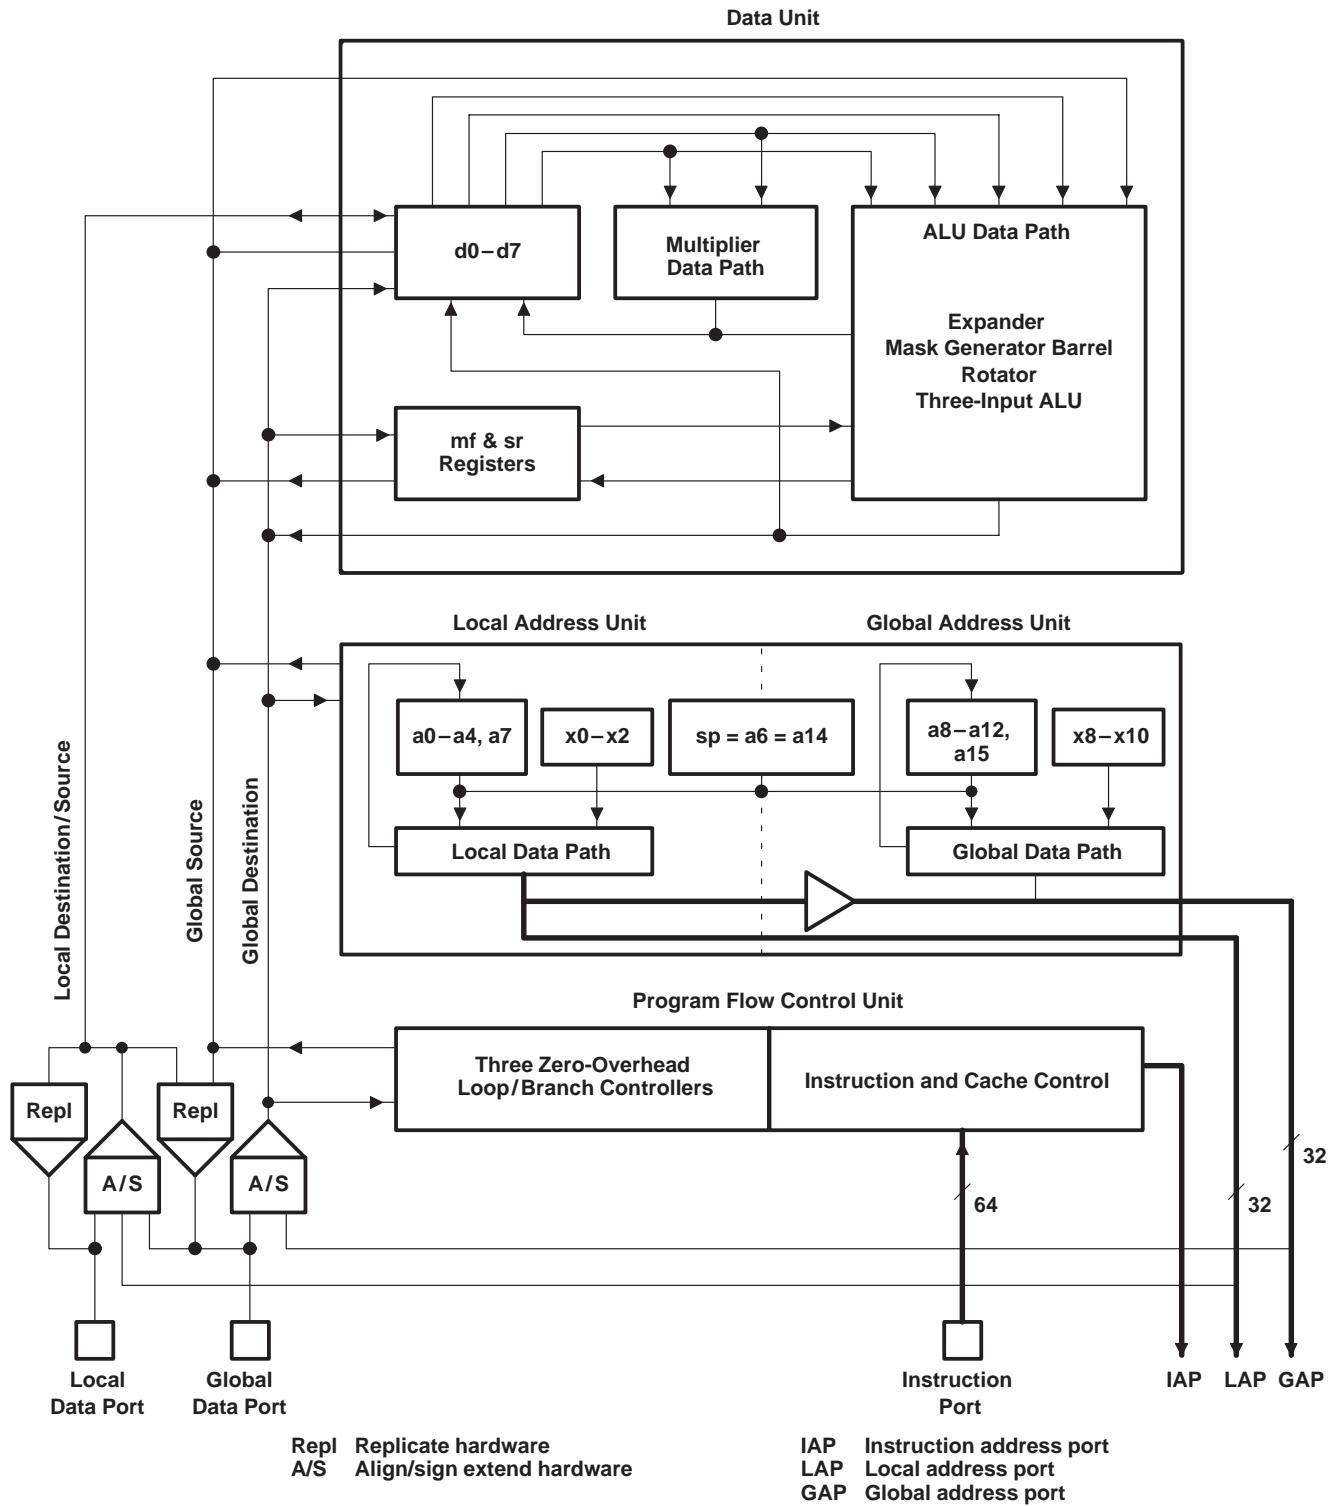 Data Unit
d0–d7
Multiplier
Data Path
ALU Data Path
Expander
Mask Generator Barrel
Rotator
Three-Input ALU
mf & sr
Registers
Local Address Unit
Global Address Unit
a0–a4, a7
x0–x2
sp = a6 = a14
a8–a12,
a15
x8–x10
Local Data Path
Global Data Path
Local Destination/Source
Global Source
Global Destination
Program Flow Control Unit
Three Zero-Overhead
Loop/Branch Controllers
Instruction and Cache Control
Repl
Repl
A/S
A/S
64
32
32
Local
Data Port
Global
Data Port
Instruction
Port
IAP
LAP
GAP
Repl Replicate hardware
A/S Align/sign extend hardware
IAP Instruction address port
LAP Local address port
GAP Global address port